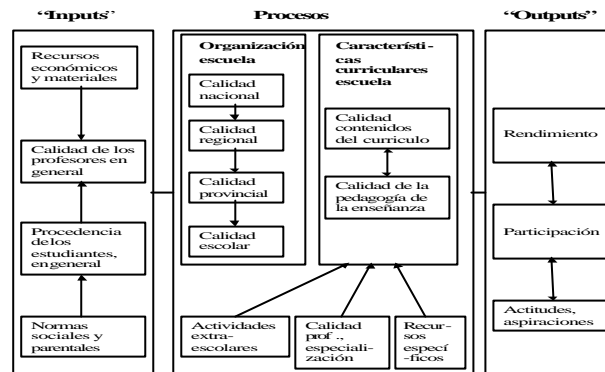 “Inputs”
Procesos
“Outputs”
Recursos
económicos
y materiales
Calidad de los
profesores en
general
Procedencia
de los
estudiantes,
en general
Normas
sociales y
parentales
Organización
escuela
Calidad
nacional
Calidad
regional
Calidad
provincial
Calidad
escolar
Característi-
cas
curriculares
escuela
Calidad
contenidos
del curriculo
Calidad de la
pedagogía de
la enseñanza
Actividades
extra-
escolares
Calidad
prof .,
especiali-
zación
Recur-
sos
especí
-ficos
Rendimiento
Participación
Actitudes,
aspiraciones